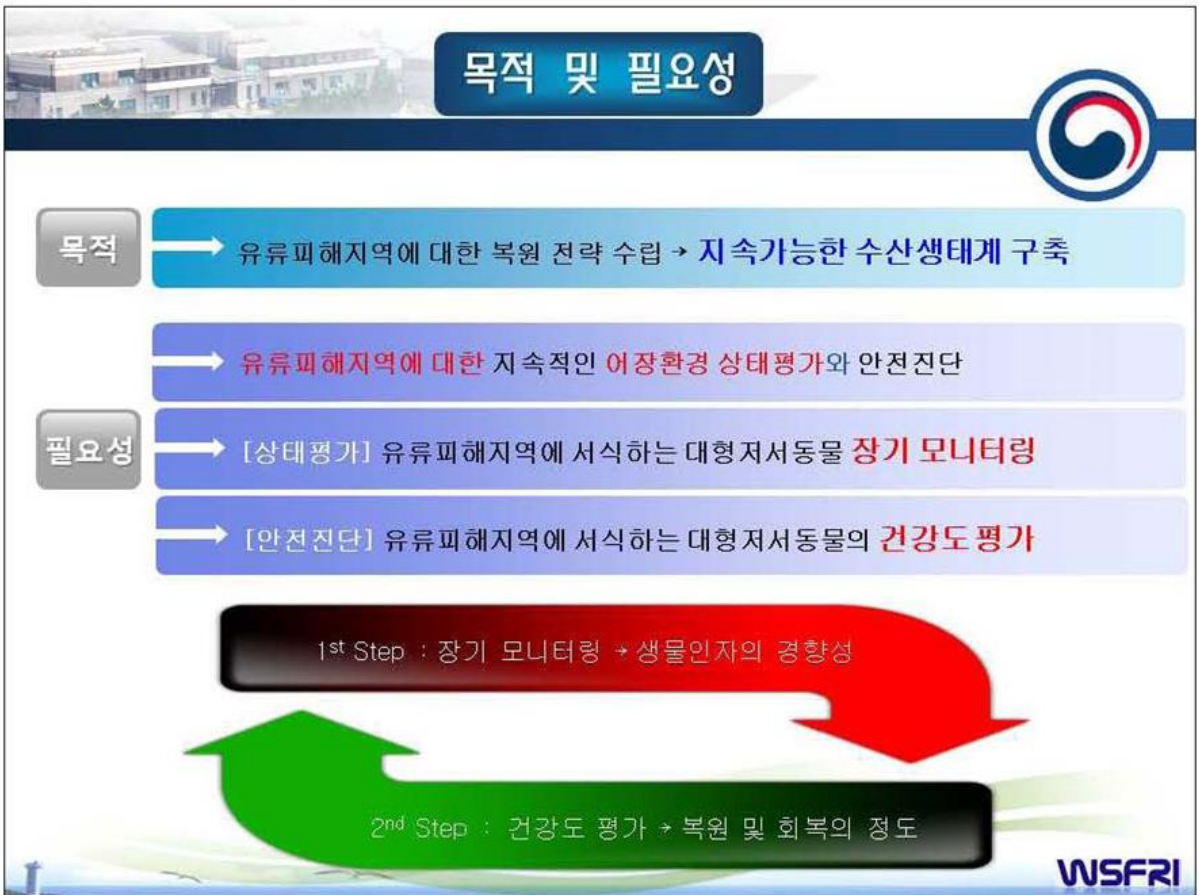 목적 및 필요성
목적
유류피해지역에 대한 복원 전략 수립 → 지속가능한 수산생태계 구축
유류피해지역에 대한 지속적인 어장환경 상태평가와 안전진단
필요성
[상태평가] 유류피해지역에 서식하는 대형저서동물 장기 모니터링
[안전진단] 유류피해지역에 서식하는 대형저서동물의 건강도 평가
1st Step : 장기 모니터링 → 생물인자의 경향성
2nd Step : 건강도 평가 → 복원 및 회복의 정도
WSFRI